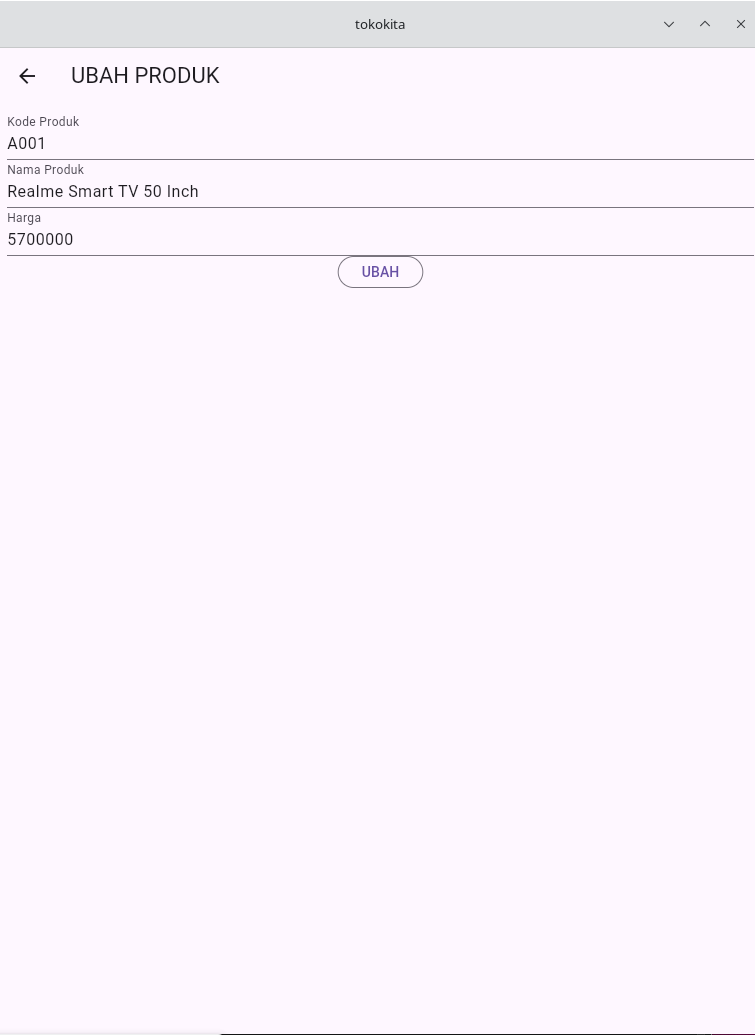 tokokita
UBAH PRODUK
Kode Produk
A001
Nama Produk
Realme Smart TV 50 Inch
Harga
5700000
UBAH